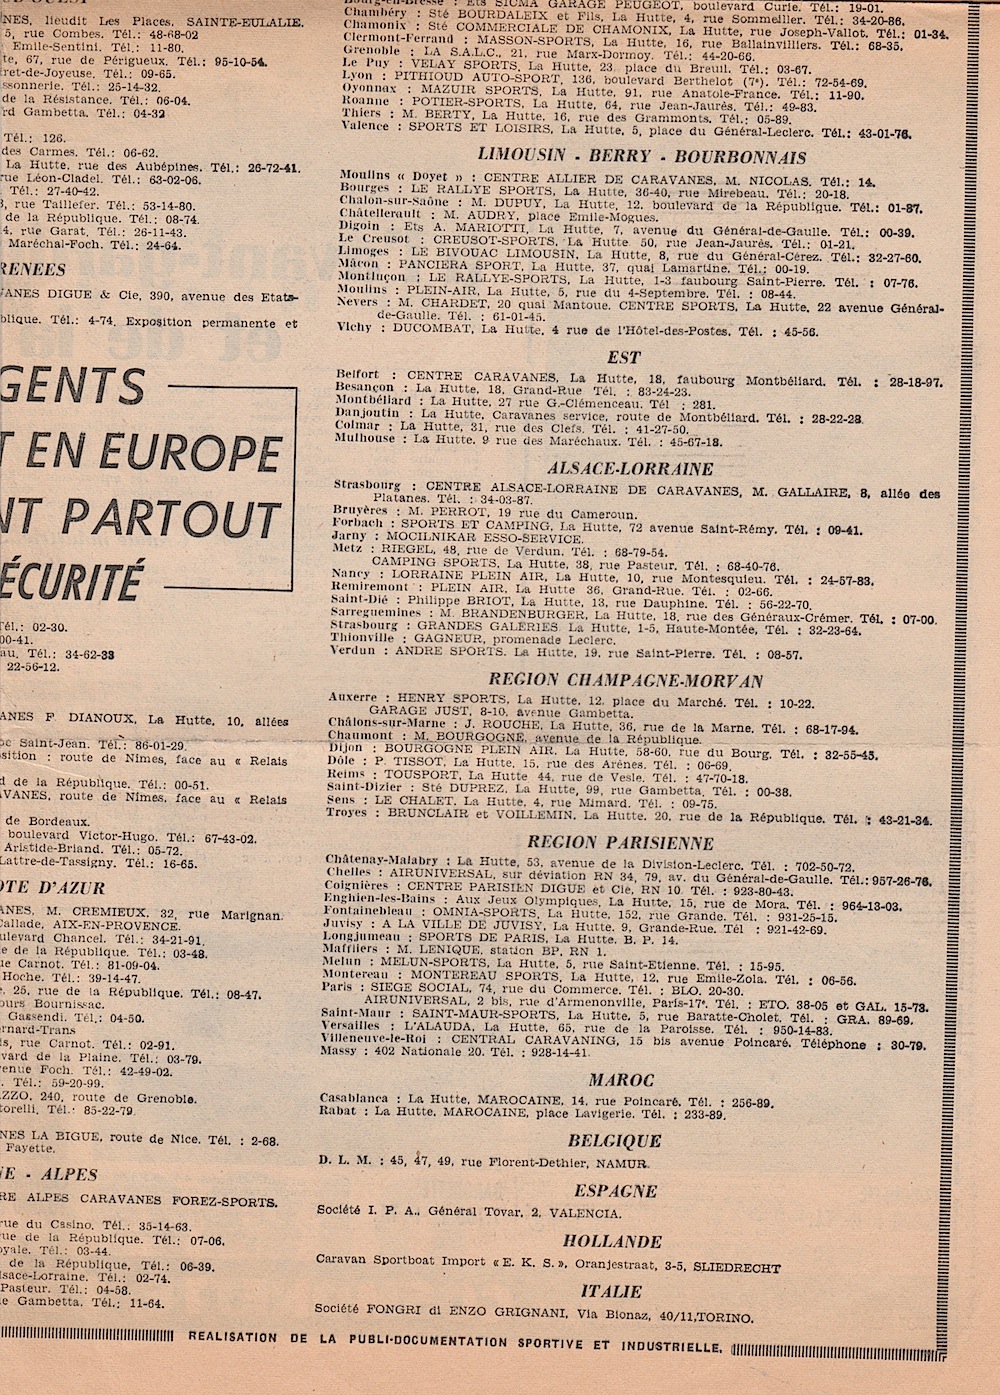 NES, lieudit Les Places, SAINTE-EULALIE.
5, rue Combes. Tél.: 48-68-02
Emile-Sentini. Tél.: 11-80.
te, 67, rue de Périgueux. Tél.: 95-10-54.
ret-de-Joyeuse. Tél.: 09-65.
ssonnerie. Tél.: 25-14-32.
de la Résistance. Tél.: 06-04.
rd Gambetta. Tél.: 04-32
Tél.: 126.
des Carmes. Tél.: 06-62.
La Hutte, rue des Aubépines. Tél.: 26-72-41.
rue Léon-Cladel. Tél.: 63-02-06.
Tél.: 27-40-42.
, rue Taillefer. Tél.: 53-14-80.
de la République. Tél.: 08-74.
4, rue Garat. Tél.: 26-11-43.
Maréchal-Foch. Tél.: 24-64.
RENEES
VANES DIGUE & Cie, 390, avenue des Etats-
blique. Tél.: 4-74. Exposition permanente et
GENTS
T EN EUROPE
NT PARTOUT
ÉCURITÉ
Tél.: 02-30.
00-41.
au, Tél.: 34-62-33
22-56-12.
ANES F. DIANOUX, La Hutte, 10, allées
pe Saint-Jean. Tél.: 86-01-29.
sition : route de Nimes, face au « Relais
d de la République. Tél.: 00-51.
AVANES, route de Nimes, face au « Relais
de Bordeaux.
boulevard Victor-Hugo. Tél.: 67-43-02.
Aristide-Briand. Tél.: 05-72.
Lattre-de-Tassigny. Tél.: 16-65.
OTE D'AZUR
ANES, M. CREMIEUX, 32, rue Marignan.
Callade, AIX-EN-PROVENCE.
ulevard Chancel. Tél.: 34-21-91.
e de la République. Tél.: 03-48.
ue Carnot. Tél.: 81-09-04.
Hoche. Tél.: 39-14-47.
, 25, rue de la République. Tél.: 08-47.
ours Bournissac.
Gassendi. Tél.: 04-50.
ernard-Trans
is, rue Carnot. Tél.: 02-91.
vard de la Plaine. Tél.: 03-79.
venue Foch. Tél.: 42-49-02.
. Tél.: 59-20-99.
ZZO, 240, route de Grenoble.
torelli, Tél.: 85-22-79
NES LA BIGUE, route de Nice. Tél. : 2-68.
Fayette.
NE - ALPES
RE ALPES CARAVANES FOREZ-SPORTS.
rue du Casino. Tél.: 35-14-63.
ue de la République. Tél.: 07-06.
oyale. Tél.: 03-44.
de la République, Tél.: 06-39.
lsace-Lorraine. Tél.: 02-74.
Pasteur. Tél.: 04-58.
e Gambetta. Tél.: 11-64.
Bourg-en-Bresse : Ets SICMA GARAGE PEUGEOT, boulevard Curie. Tél.: 19-01.
Chambéry : Sté BOURDALEIX et Fils, La Hutte, 4, rue Sommeiller. Tél.: 34-20-86.
Chamonix : Sté COMMERCIALE DE CHAMONIX, La Hutte, rue Joseph-Vallot. Tél.: 01-34.
Clermont-Ferrand : MASSON-SPORTS, La Hutte, 16, rue Ballainvilliers. Tél.: 68-35.
Grenoble : LA S.A.L.C., 21, rue Marx-Dormoy. Tél.: 44-20-66.
Le Puy : VELAY SPORTS, La Hutte, 23, place du Breuil. Tél.: 03-67.
Lyon : PITHIOUD AUTO-SPORT, 136, boulevard Berthelot (7ᵉ). Tél.: 72-54-69.
Oyonnax : MAZUIR SPORTS, La Hutte, 91, rue Anatole-France. Tél.: 11-90.
Roanne : POTIER-SPORTS, La Hutte, 64, rue Jean-Jaurès. Tél.: 49-83.
Thiers : M. BERTY, La Hutte, 16, rue des Grammonts. Tél.: 05-89.
Valence : SPORTS ET LOISIRS, La Hutte, 5, place du Général-Leclerc. Tél.: 43-01-76.
LIMOUSIN - BERRY - BOURBONNAIS
Moulins « Doyet » : CENTRE ALLIER DE CARAVANES, M. NICOLAS. Tél.: 14.
Bourges : LE RALLYE SPORTS, La Hutte, 36-40, rue Mirebeau. Tél.: 20-18.
Chalon-sur-Saône : M. DUPUY, La Hutte, 12, boulevard de la République. Tél.: 01-87.
Châtellerault : M. AUDRY, place Emile-Mogues.
Digoin : Ets A. MARIOTTI, La Hutte, 7, avenue du Général-de-Gaulle. Tél.: 00-39.
Le Creusot : CREUSOT-SPORTS, La Hutte 50, rue Jean-Jaurés. Tél.: 01-21.
Limoges : LE BIVOUAC LIMOUSIN, La Hutte, 8, rue du Général-Cérez. Tél.: 32-27-60.
Mâcon : PANCIERA SPORT, La Hutte, 37, quai Lamartine. Tél.: 00-19.
Montluçon : LE RALLYE-SPORTS, La Hutte, 1-3 faubourg Saint-Pierre. Tél. : 07-76.
Moulins : PLEIN-AIR, La Hutte, 5, rue du 4-Septembre. Tél. : 08-44.
Nevers : M. CHARDET, 20 quai Mantoue. CENTRE SPORTS, La Hutte, 22 avenue Général-
de-Gaulle. Tél. : 61-01-45.
Vichy : DUCOMBAT, La Hutte, 4 rue de l'Hôtel-des-Postes. Tél. : 45-56.
EST
Belfort : CENTRE CARAVANES, La Hutte, 18, faubourg Montbéliard. Tél. : 28-18-97.
Besançon : La Hutte, 18, Grand-Rue Tél. : 83-24-23.
Montbéliard : La Hutte, 27 rue G.-Clémenceau. Tél : 281.
Danjoutin : La Hutte, Caravanes service, route de Montbéliard. Tél. : 28-22-28
Colmar : La Hutte, 31, rue des Clefs. Tél. : 41-27-50.
Mulhouse : La Hutte, 9 rue des Maréchaux. Tél. : 45-67-18.
ALSACE-LORRAINE
Strasbourg : CENTRE ALSACE-LORRAINE DE CARAVANES, M. GALLAIRE, 8, allée des
Platanes. Tél. : 34-03-87.
Bruyères : M. PERROT, 19 rue du Cameroun.
Forbach : SPORTS ET CAMPING, La Hutte, 72 avenue Saint-Rémy. Tél. : 09-41.
Jarny : MOCILNIKAR ESSO-SERVICE.
Metz : RIEGEL, 48, rue de Verdun. Tél. : 68-79-54.
CAMPING SPORTS, La Hutte, 38, rue Pasteur. Tél. : 68-40-76.
Nancy : LORRAINE PLEIN AIR, La Hutte, 10, rue Montesquieu. Tél. : 24-57-83.
Remiremont : PLEIN AIR, La Hutte 36, Grand-Rue. Tél. : 02-66.
Saint-Dié : Philippe BRIOT, La Hutte, 13, rue Dauphine. Tél. : 56-22-70.
Sarreguemines : M. BRANDENBURGER, La Hutte, 18, rue des Généraux-Crémer. Tél. : 07-00.
Strasbourg : GRANDES GALERIES. La Hutte, 1-5, Haute-Montée, Tél. : 32-23-64.
Thionville : GAGNEUR, promenade Leclerc.
Verdun : ANDRE SPORTS. La Hutte, 19, rue Saint-Pierre. Tél. : 08-57.
REGION CHAMPAGNE-MORVAN
Auxerre : HENRY SPORTS, La Hutte, 12, place du Marché. Tél. : 10-22.
GARAGE JUST, 8-10, avenue Gambetta.
Châlons-sur-Marne : J. ROUCHE, La Hutte, 36, rue de la Marne. Tél. : 68-17-94.
Chaumont : M. BOURGOGNE, avenue de la République.
Dijon : BOURGOGNE PLEIN AIR, La Hutte, 58-60, rue du Bourg. Tél. : 32-55-45.
Dôle : P. TISSOT, La Hutte, 15, rue des Arénes. Tél. : 06-69.
Reims : TOUSPORT, La Hutte 44, rue de Vesle, Tél. : 47-70-18.
Saint-Dizier : Sté DUPREZ, La Hutte, 99, rue Gambetta, Tél. : 00-38.
Sens : LE CHALET, La Hutte, 4, rue Mimard. Tél. : 09-75.
Troyes : BRUNCLAIR et VOILLEMIN, La Hutte. 20, rue de la République. Tél. : 43-21-34.
REGION PARISIENNE
Châtenay-Malabry : La Hutte, 53, avenue de la Division-Leclerc. Tél. : 702-50-72.
Chelles : AIRUNIVERSAL, sur déviation RN 34, 79, av. du Général-de-Gaulle. Tél.: 957-26-76.
Coignières : CENTRE PARISIEN DIGUE et Cie, RN 10. Tél. : 923-80-43.
Enghien-les-Bains : Aux Jeux Olympiques, La Hutte, 15, rue de Mora. Tél. : 964-13-03.
Fontainebleau : OMNIA-SPORTS, La Hutte, 152, rue Grande. Tél. : 931-25-15.
Juvisy : A LA VILLE DE JUVISY, La Hutte, 9, Grande-Rue. Tél : 921-42-69.
Longjumeau : SPORTS DE PARIS, La Hutte, B. P. 14.
Maffliers : M. LENIQUE, station BP, RN 1.
Melun : MELUN-SPORTS, La Hutte, 5, rue Saint-Etienne. Tél. : 15-95.
Montereau : MONTEREAU SPORTS, La Hutte, 12, rue Emile-Zola. Tél. : 06-56.
Paris : SIEGE SOCIAL, 74, rue du Commerce. Tél. : BLO, 20-30.
AIRUNIVERSAL, 2 bis, rue d'Armenonville, Paris-17ᵉ. Tél. : ETO. 38-05 et GAL. 15-73.
Saint-Maur : SAINT-MAUR-SPORTS, La Hutte, 5, rue Baratte-Cholet. Tél. : GRA. 89-69.
Versailles : L'ALAUDA, La Hutte, 65, rue de la Paroisse. Tél. : 950-14-83.
Villeneuve-le-Roi : CENTRAL CARAVANING, 15 bis avenue Poincaré. Téléphone : 30-79.
Massy : 402 Nationale 20. Tél. : 928-14-41.
MAROC
Casablanca : La Hutte, MAROCAINE, 14, rue Poincaré. Tél. : 256-89.
Rabat : La Hutte, MAROCAINE, place Lavigerie. Tél. : 233-89.
BELGIQUE
D. L. M. : 45, 47, 49, rue Florent-Dethier, NAMUR.
ESPAGNE
Société I. P. A., Général Tovar, 2, VALENCIA.
HOLLANDE
Caravan Sportboat Import « E. K. S. », Oranjestraat, 3-5, SLIEDRECHT
ITALIE
Société FONGRI di ENZO GRIGNANI, Via Bionaz, 40/11,TORINO.
REALISATION DE LA PUBLI-DOCUMENTATION SPORTIVE ET INDUSTRIELLE.